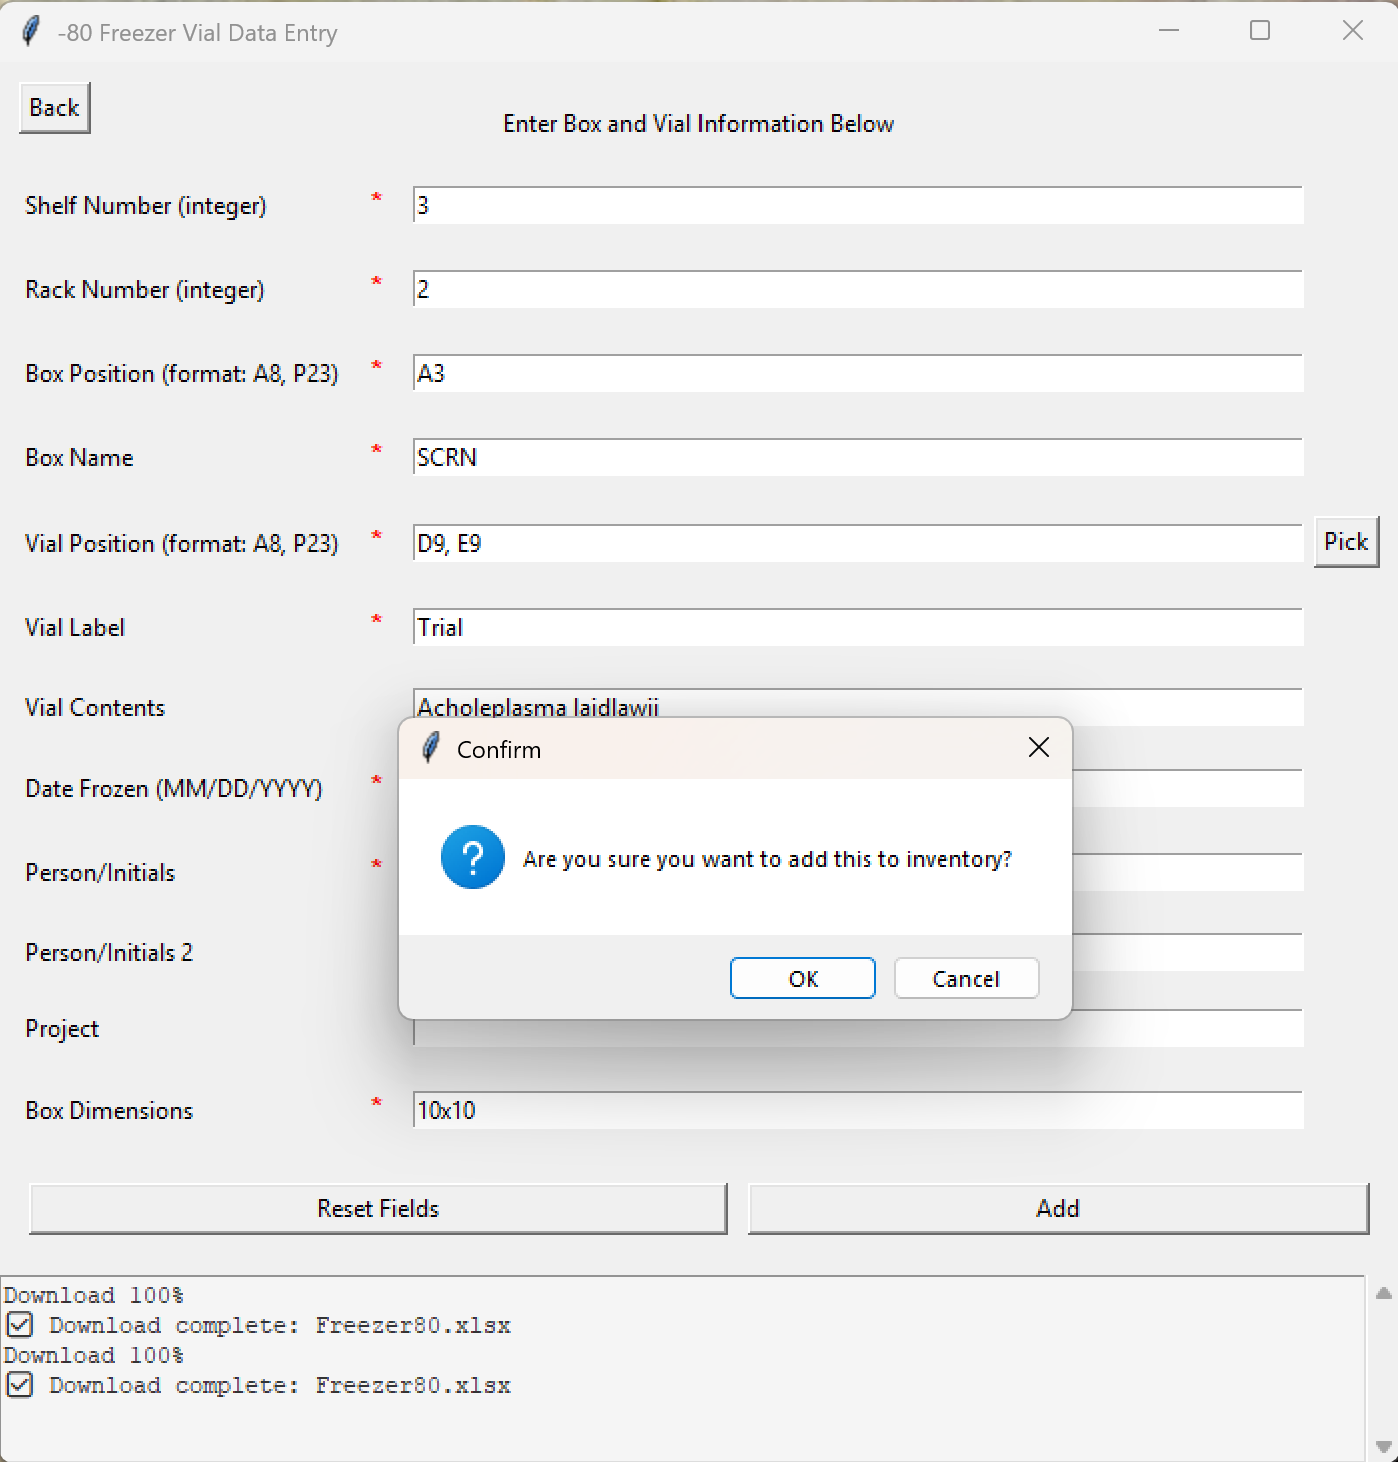 -80 Freezer Vial Data Entry
Back
Enter Box and Vial Information Below
Shelf Number (integer) * 3
Rack Number (integer) * 2
Box Position (format: A8, P23) * A3
Box Name * SCRN
Vial Position (format: A8, P23) * D9, E9 Pick
Vial Label * Trial
Vial Contents Acholeplasma laidlawii
Confirm
Date Frozen (MM/DD/YYYY) *
? Are you sure you want to add this to inventory?
Person/Initials *
Person/Initials 2
OK Cancel
Project
Box Dimensions * 10x10
Reset Fields Add
Download 100%
Download complete: Freezer80.xlsx
Download 100%
Download complete: Freezer80.xlsx